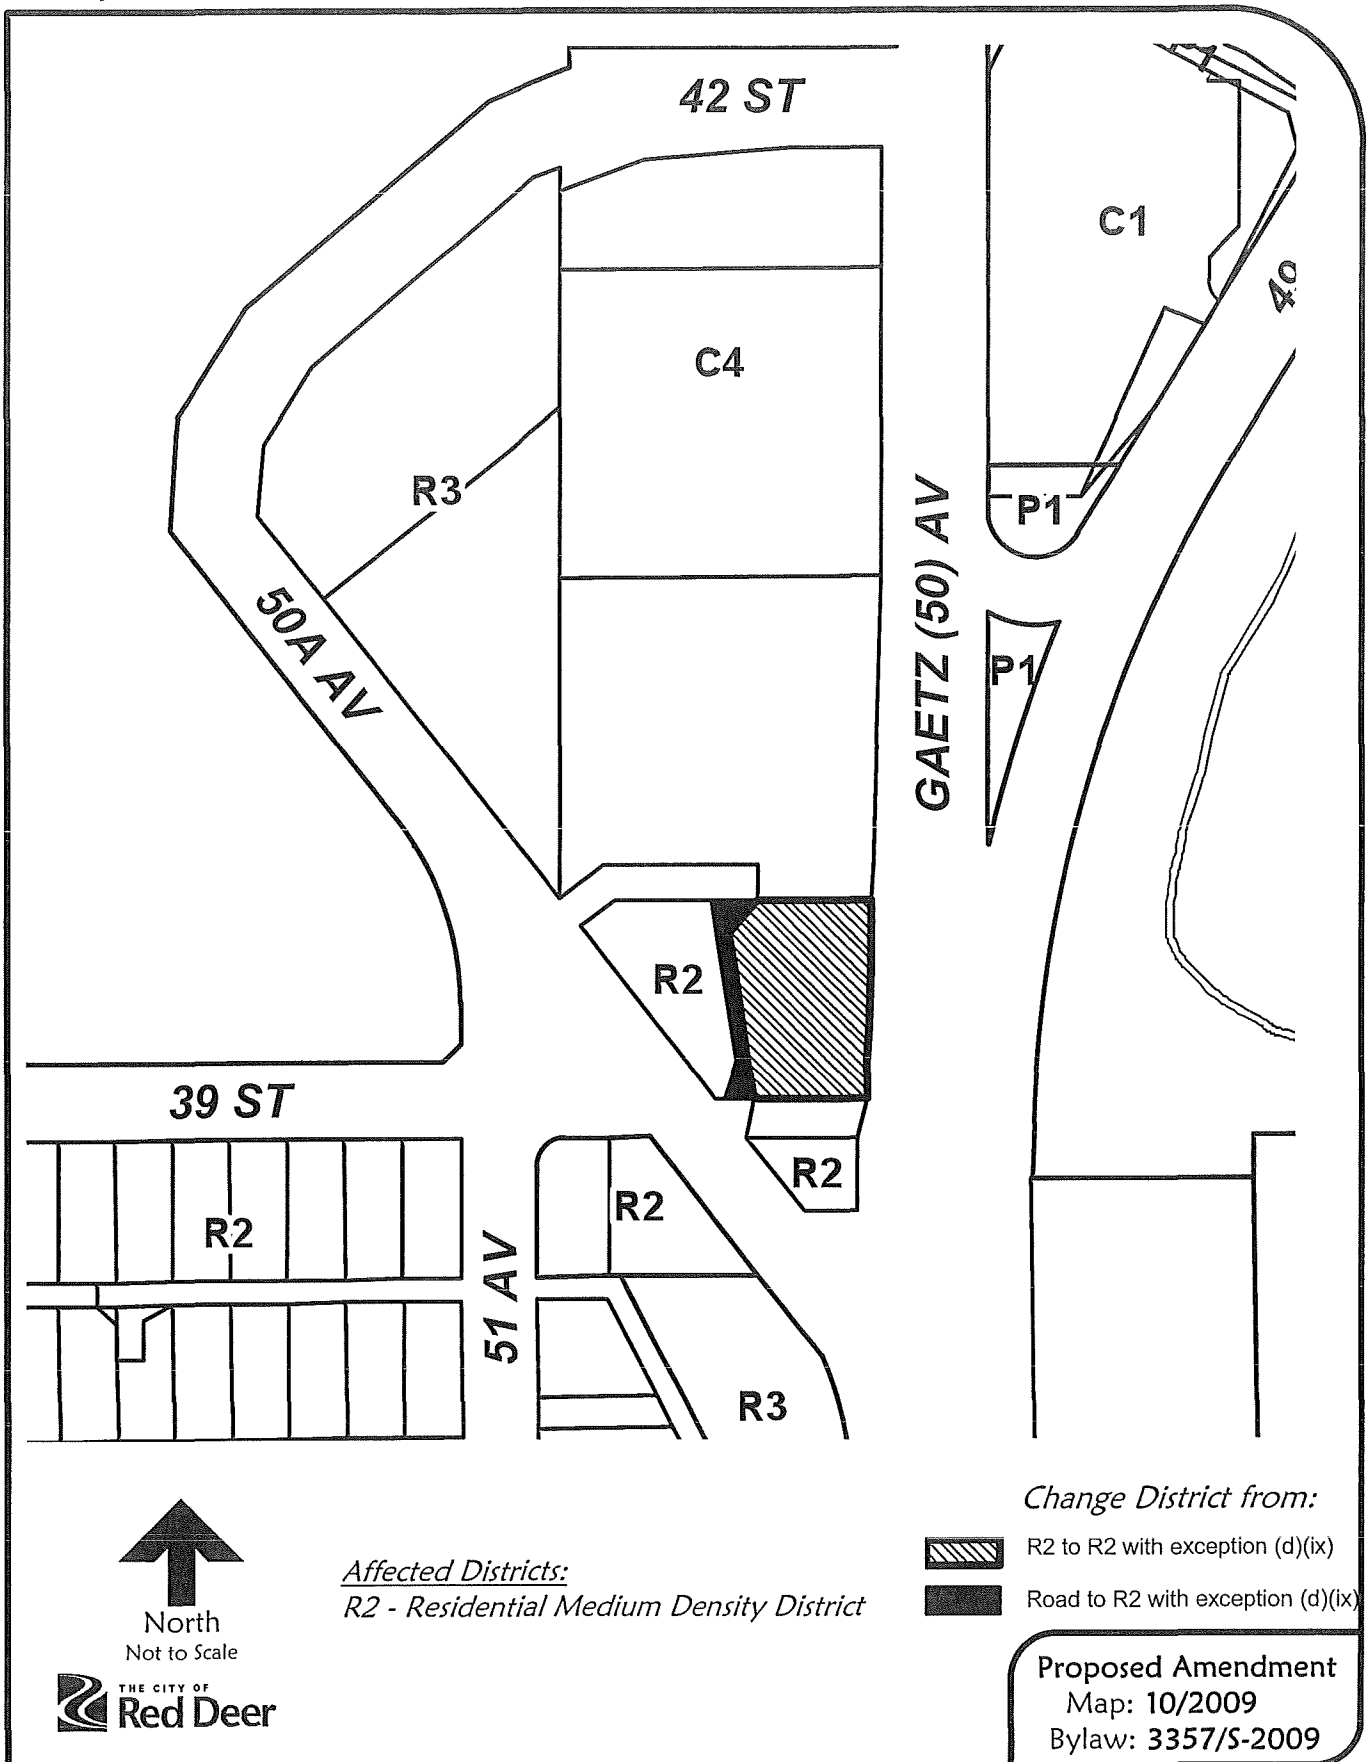 42 ST
C1
49
C4
R3
P1
GAETZ (50) AV
50A AV
P1
R2
39 ST
R2
R2
R2
51 AV
R3
Change District from:
R2 to R2 with exception (d)(ix)
Road to R2 with exception (d)(ix)
Affected Districts:
R2 - Residential Medium Density District
North
Not to Scale
THE CITY OF
Red Deer
Proposed Amendment
Map: 10/2009
Bylaw: 3357/S-2009